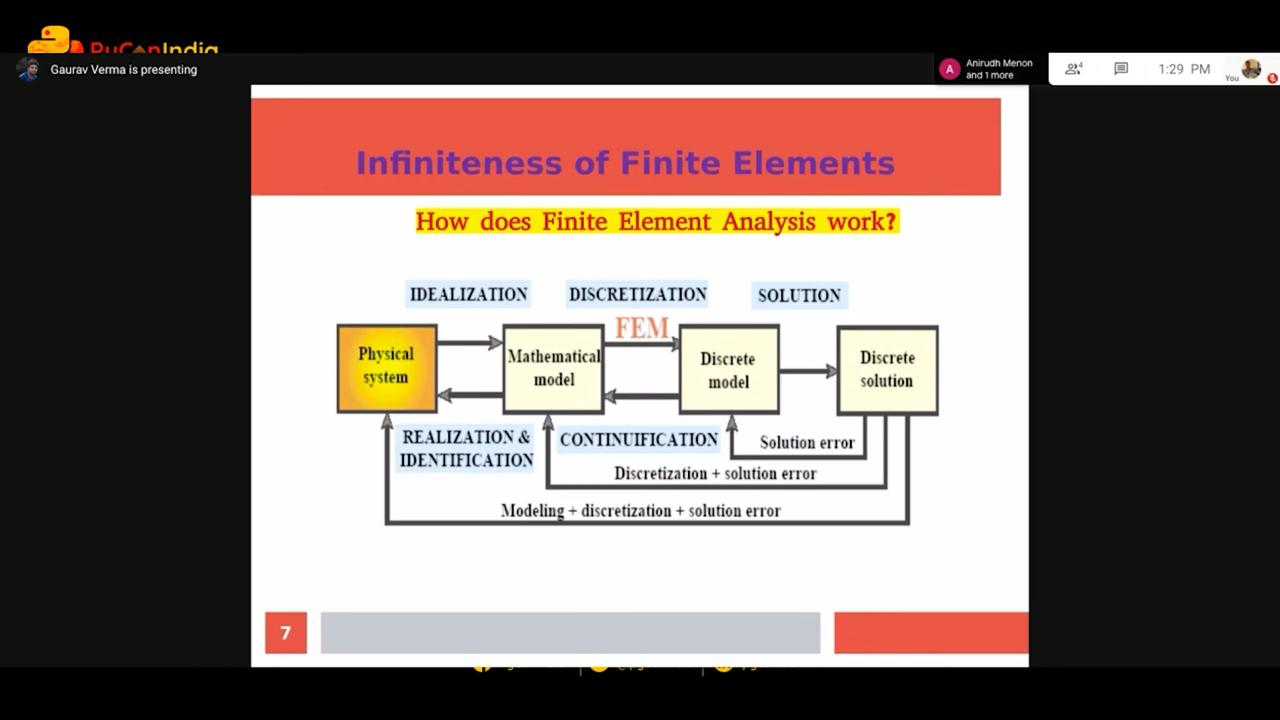 PyConIndia
Gaurav Verma is presenting
A
Anirudh Menon
and 1 more
4
1:29 PM
You
Infiniteness of Finite Elements
How does Finite Element Analysis work?
IDEALIZATION
DISCRETIZATION
SOLUTION
FEM
Physical
system
Mathematical
model
Discrete
model
Discrete
solution
REALIZATION &
IDENTIFICATION
CONTINUIFICATION
Solution error
Discretization + solution error
Modeling + discretization + solution error
7